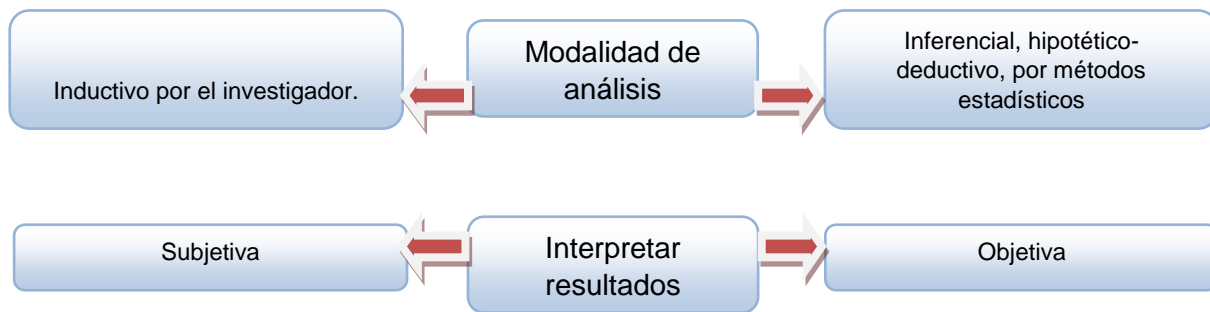 Inductivo por el investigador.
Modalidad de
análisis
Inferencial, hipotético-
deductivo, por métodos
estadísticos
Subjetiva
Interpretar
resultados
Objetiva